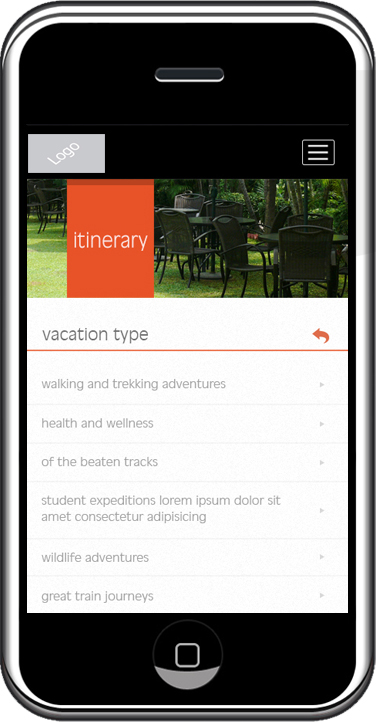 Logo
itinerary
vacation type
walking and trekking adventures
health and wellness
of the beaten tracks
student expeditions lorem ipsum dolor sit
amet consectetur adipisicing
wildlife adventures
great train journeys